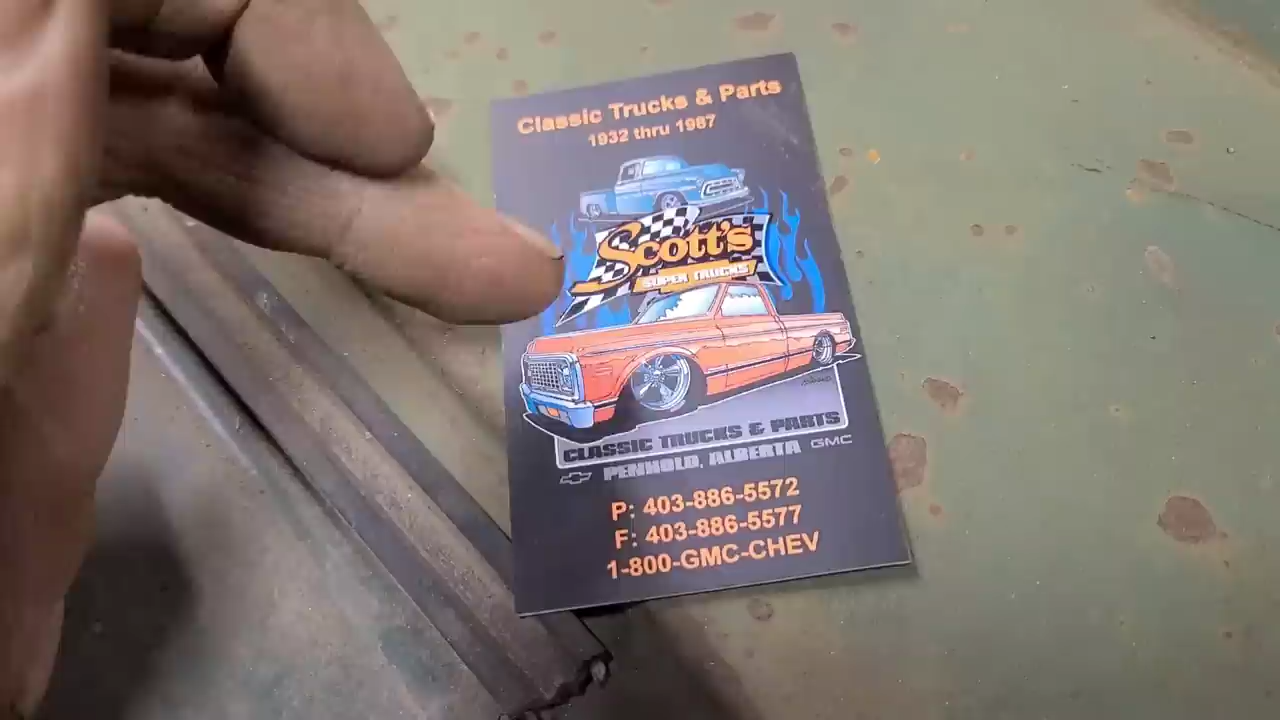 Classic Trucks & Parts
1932 thru 1987
Scott's
SUPER TRUCKS
CLASSIC TRUCKS & PARTS
PENHOLD, ALBERTA GMC
P: 403-886-5572
F: 403-886-5577
1-800-GMC-CHEV